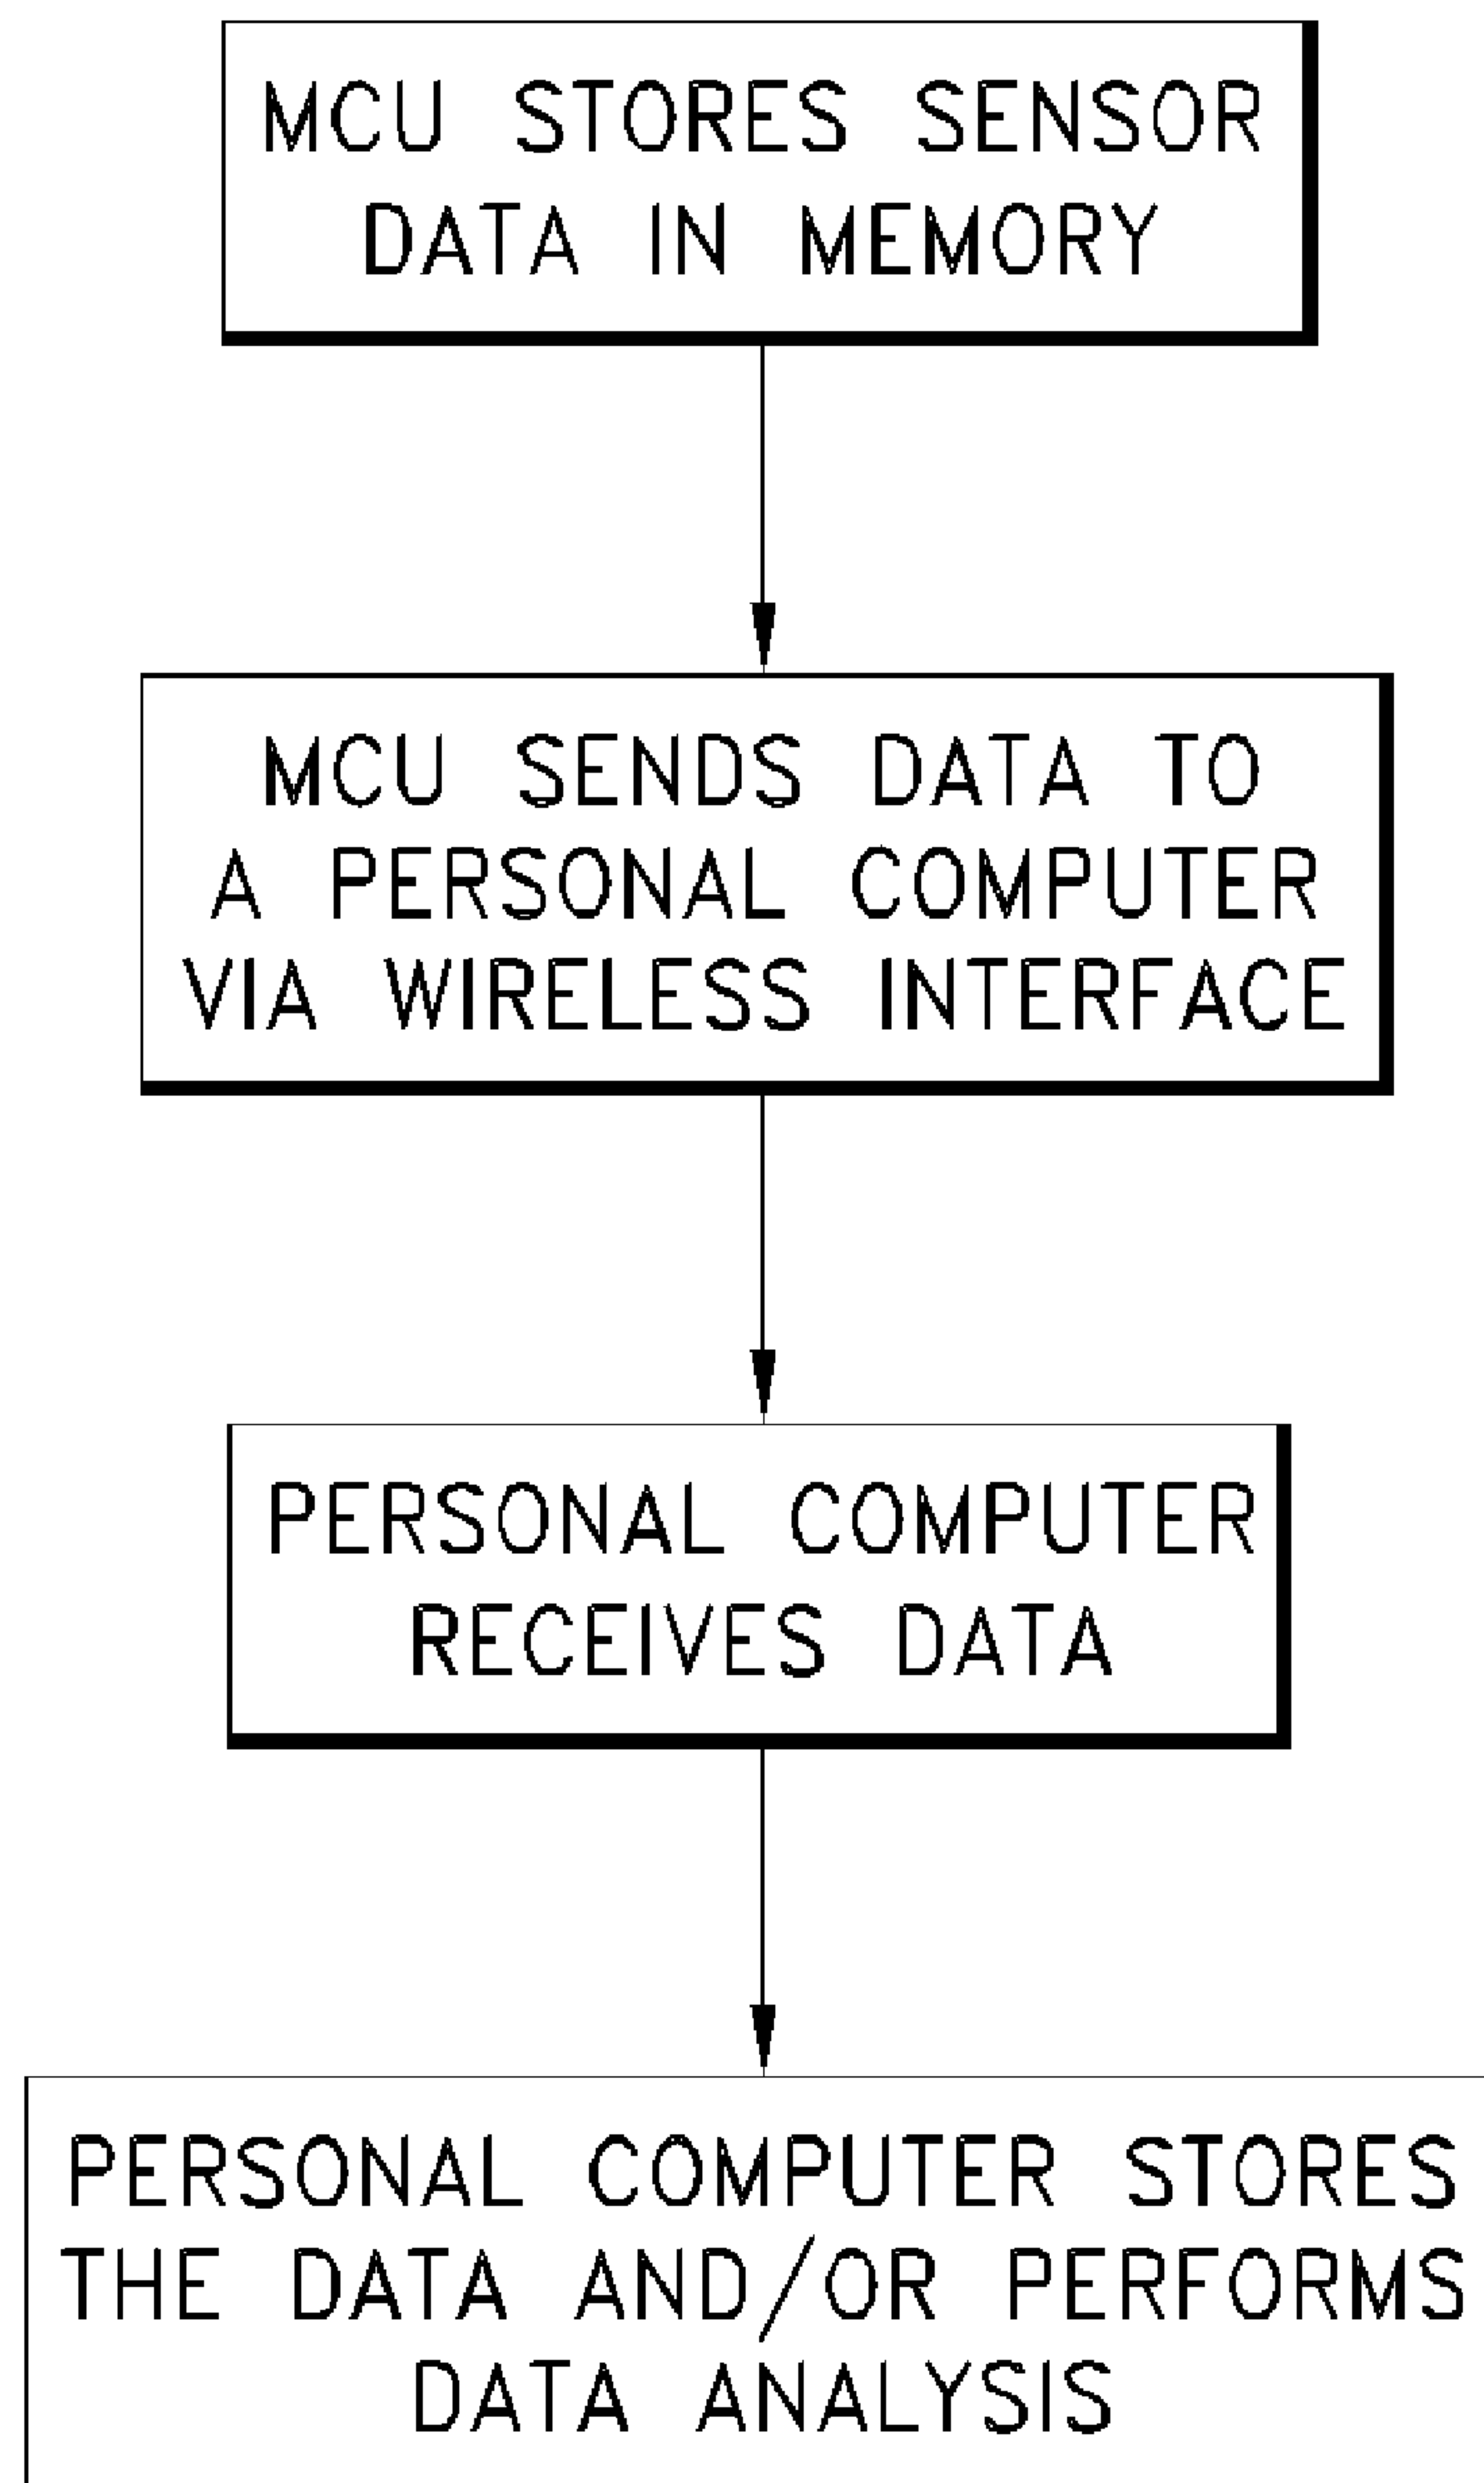 MCU STORES SENSOR
DATA IN MEMORY
MCU SENDS DATA TO
A PERSONAL COMPUTER
VIA WIRELESS INTERFACE
PERSONAL COMPUTER
RECEIVES DATA
PERSONAL COMPUTER STORES
THE DATA AND/OR PERFORMS
DATA ANALYSIS